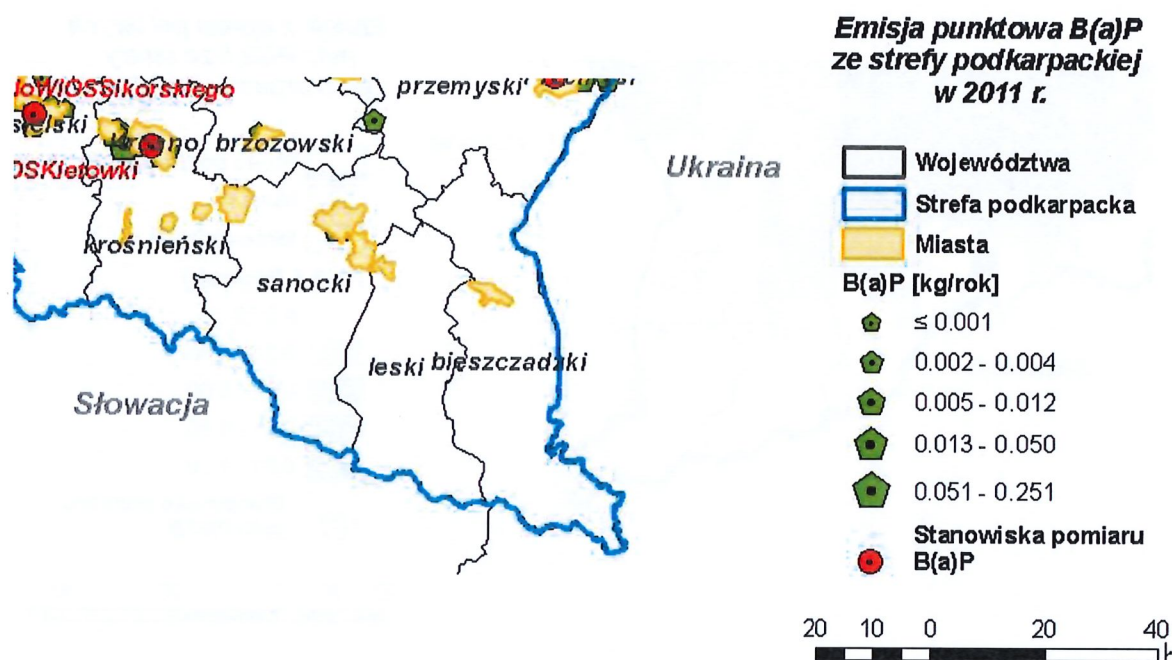 Emisja punktowa B(a)P
ze strefy podkarpackiej
w 2011 r.
przemyski
brzozowski
Ukraina
krośnieński
sanocki
leski
bieszczadzki
Słowacja
Województwa
Strefa podkarpacka
Miasta
B(a)P [kg/rok]
≤ 0.001
0.002 - 0.004
0.005 - 0.012
0.013 - 0.050
0.051 - 0.251
Stanowiska pomiaru
B(a)P
20 10 0 20 40